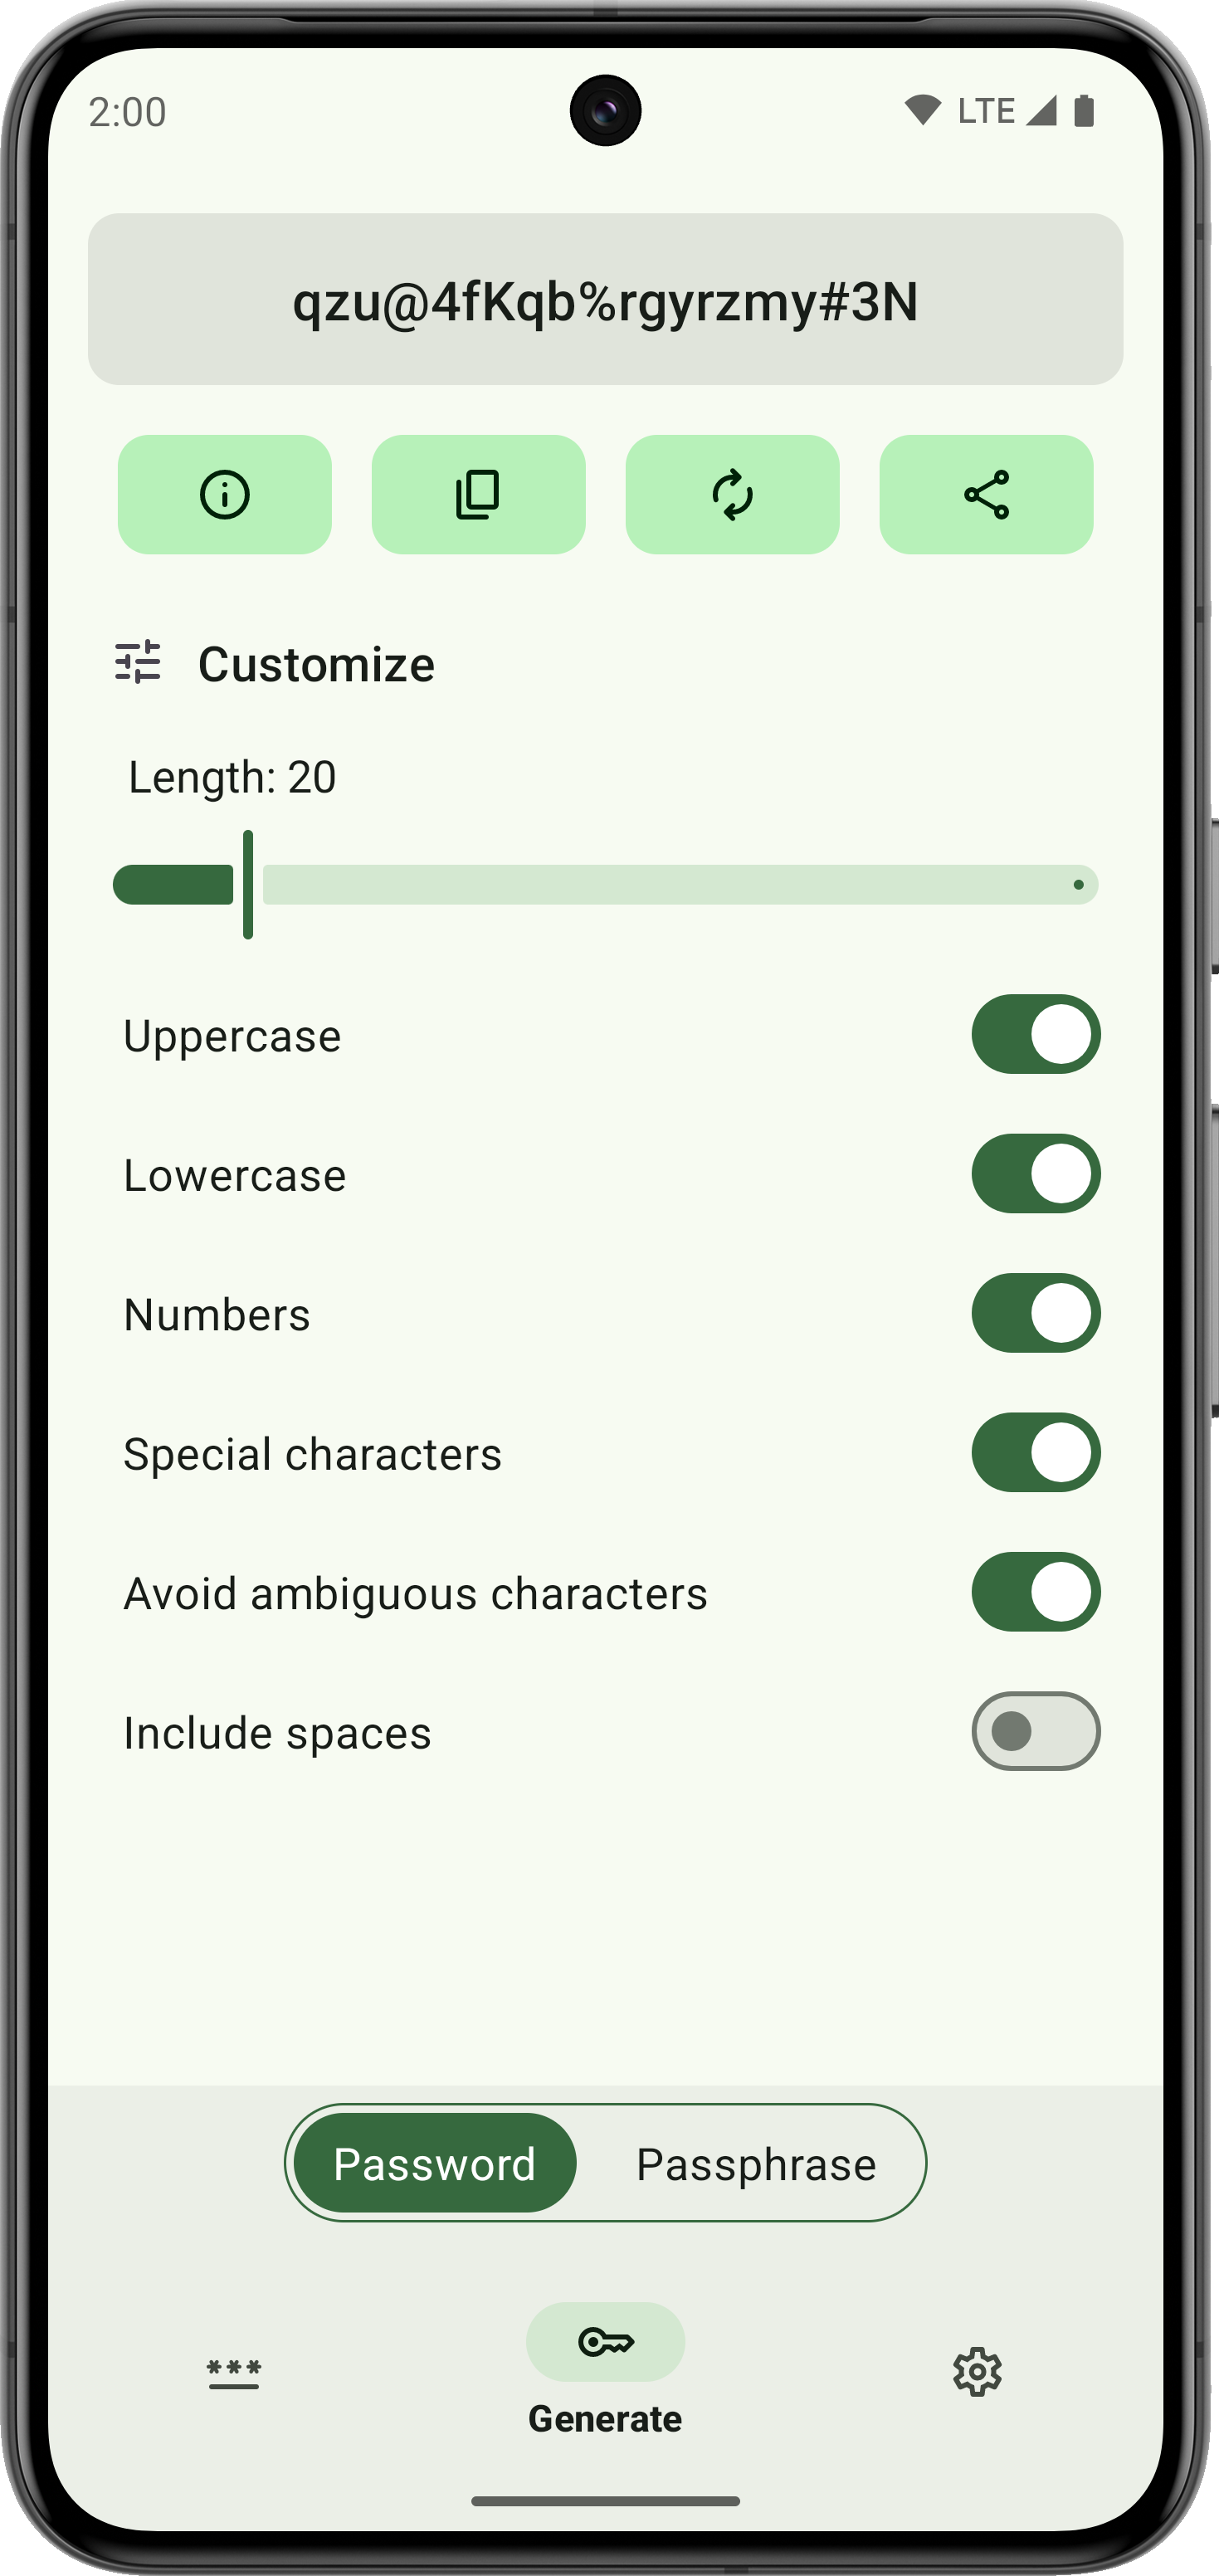 2:00 LTE
qzu@4fKqb%rgyrzmy#3N
Customize
Length: 20
Uppercase
Lowercase
Numbers
Special characters
Avoid ambiguous characters
Include spaces
Password Passphrase
***
Generate